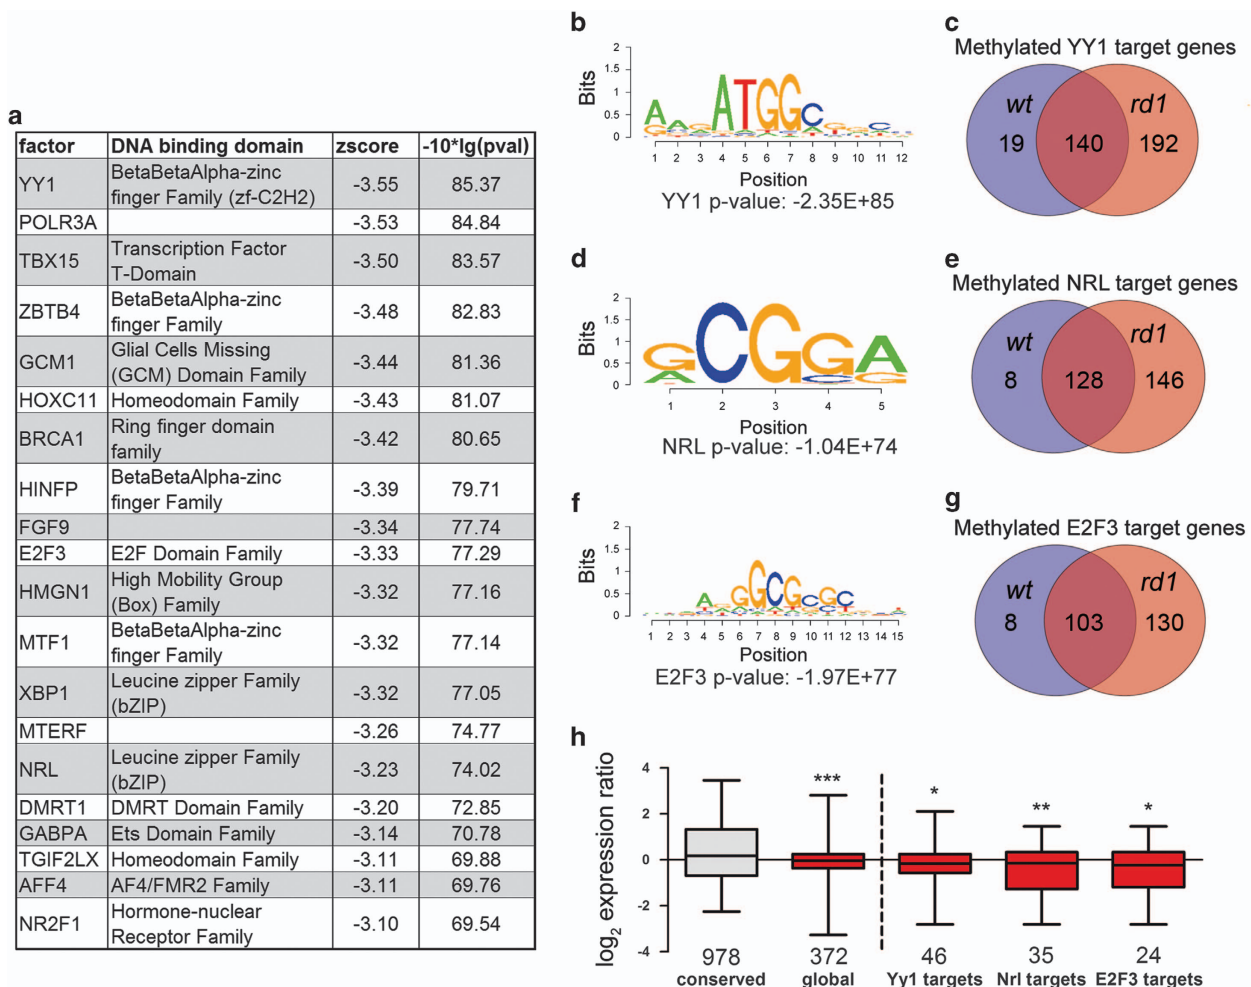 a
factor DNA binding domain zscore -10*lg(pval)
YY1 BetaBetaAlpha-zinc finger Family (zf-C2H2) -3.55 85.37
POLR3A -3.53 84.84
TBX15 Transcription Factor T-Domain -3.50 83.57
ZBTB4 BetaBetaAlpha-zinc finger Family -3.48 82.83
GCM1 Glial Cells Missing (GCM) Domain Family -3.44 81.36
HOXC11 Homeodomain Family -3.43 81.07
BRCA1 Ring finger domain family -3.42 80.65
HINFP BetaBetaAlpha-zinc finger Family -3.39 79.71
FGF9 -3.34 77.74
E2F3 E2F Domain Family -3.33 77.29
HMGN1 High Mobility Group (Box) Family -3.32 77.16
MTF1 BetaBetaAlpha-zinc finger Family -3.32 77.14
XBP1 Leucine zipper Family (bZIP) -3.32 77.05
MTERF -3.26 74.77
NRL Leucine zipper Family (bZIP) -3.23 74.02
DMRT1 DMRT Domain Family -3.20 72.85
GABPA Ets Domain Family -3.14 70.78
TGIF2LX Homeodomain Family -3.11 69.88
AFF4 AF4/FMR2 Family -3.11 69.76
NR2F1 Hormone-nuclear Receptor Family -3.10 69.54
b
Bits
2
1.5
1
0.5
0
1 2 3 4 5 6 7 8 9 10 11 12
Position
YY1 p-value: -2.35E+85
c
Methylated YY1 target genes
wt rd1
19 140 192
d
Bits
2
1.5
1
0.5
0
G C G G A
A C G
1 2 3 4 5
Position
NRL p-value: -1.04E+74
e
Methylated NRL target genes
wt rd1
8 128 146
f
Bits
2
1.5
1
0.5
0
1 2 3 4 5 6 7 8 9 10 11 12 13 14 15
Position
E2F3 p-value: -1.97E+77
g
Methylated E2F3 target genes
wt rd1
8 103 130
h
log2 expression ratio
4
2
0
-2
-4
*** * ** *
978 372 46 35 24
conserved global Yy1 targets Nrl targets E2F3 targets